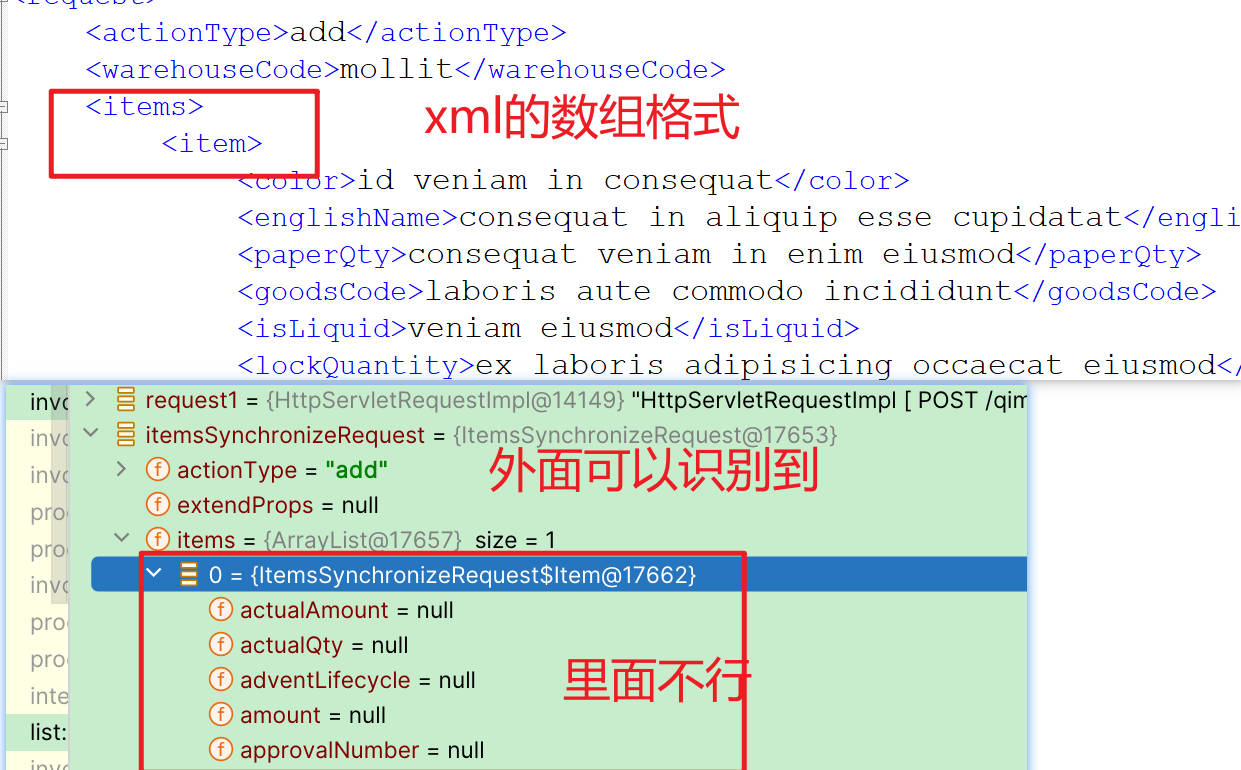 <request>
<actionType>add</actionType>
<warehouseCode>mollit</warehouseCode>
<items>
xml的数组格式
<item>
<color>id veniam in consequat</color>
<englishName>consequat in aliquip esse cupidatat</engli
<paperQty>consequat veniam in enim eiusmod</paperQty>
<goodsCode>laboris aute commodo incididunt</goodsCode>
<isLiquid>veniam eiusmod</isLiquid>
<lockQuantity>ex laboris adipisicing occaecat eiusmod</
invo
request1 = {HttpServletRequestImpl@14149} "HttpServletRequestImpl [ POST /qim
invo
itemsSynchronizeRequest = {ItemsSynchronizeRequest@17653}
外面可以识别到
invo
f actionType = "add"
pro
f extendProps = null
pro
f items = {ArrayList@17657} size = 1
invo
0 = {ItemsSynchronizeRequest$Item@17662}
pro
f actualAmount = null
pro
f actualQty = null
里面不行
inte
f adventLifecycle = null
list:
f amount = null
invo
f approvalNumber = null